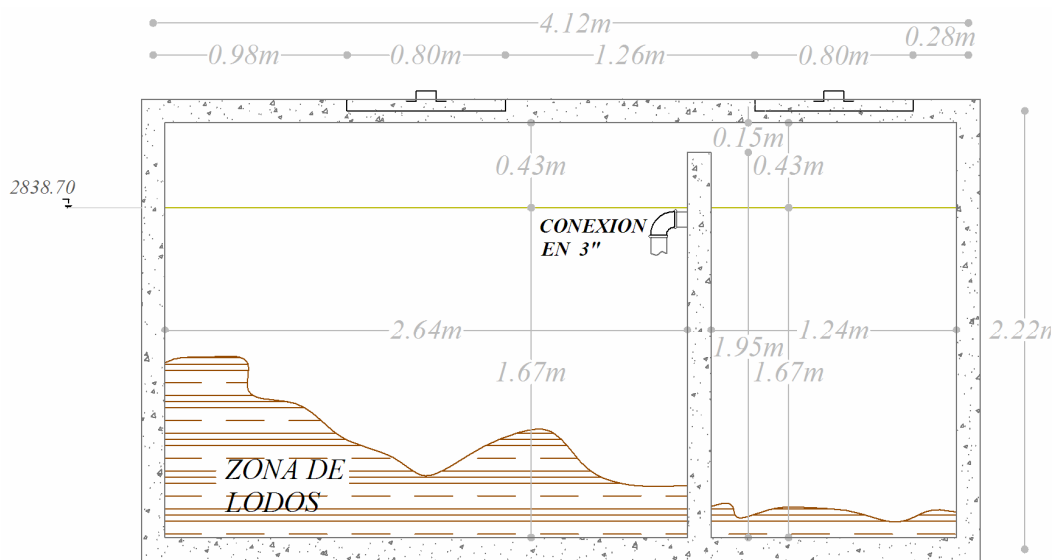 4.12m
0.28m
0.98m
0.80m
1.26m
0.80m
0.15m
0.43m
0.43m
2838.70
CONEXION
EN 3"
2.64m
1.24m
2.22m
1.95m
1.67m
1.67m
ZONA DE
LODOS